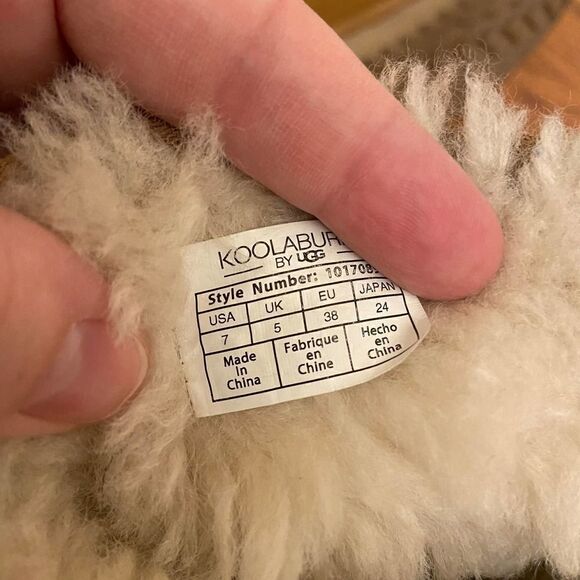 KOOLABUR
BY UGG
Style Number: 101708
USA UK EU JAPAN
7 5 38 24
Made in China
Fabrique en Chine
Hecho en China